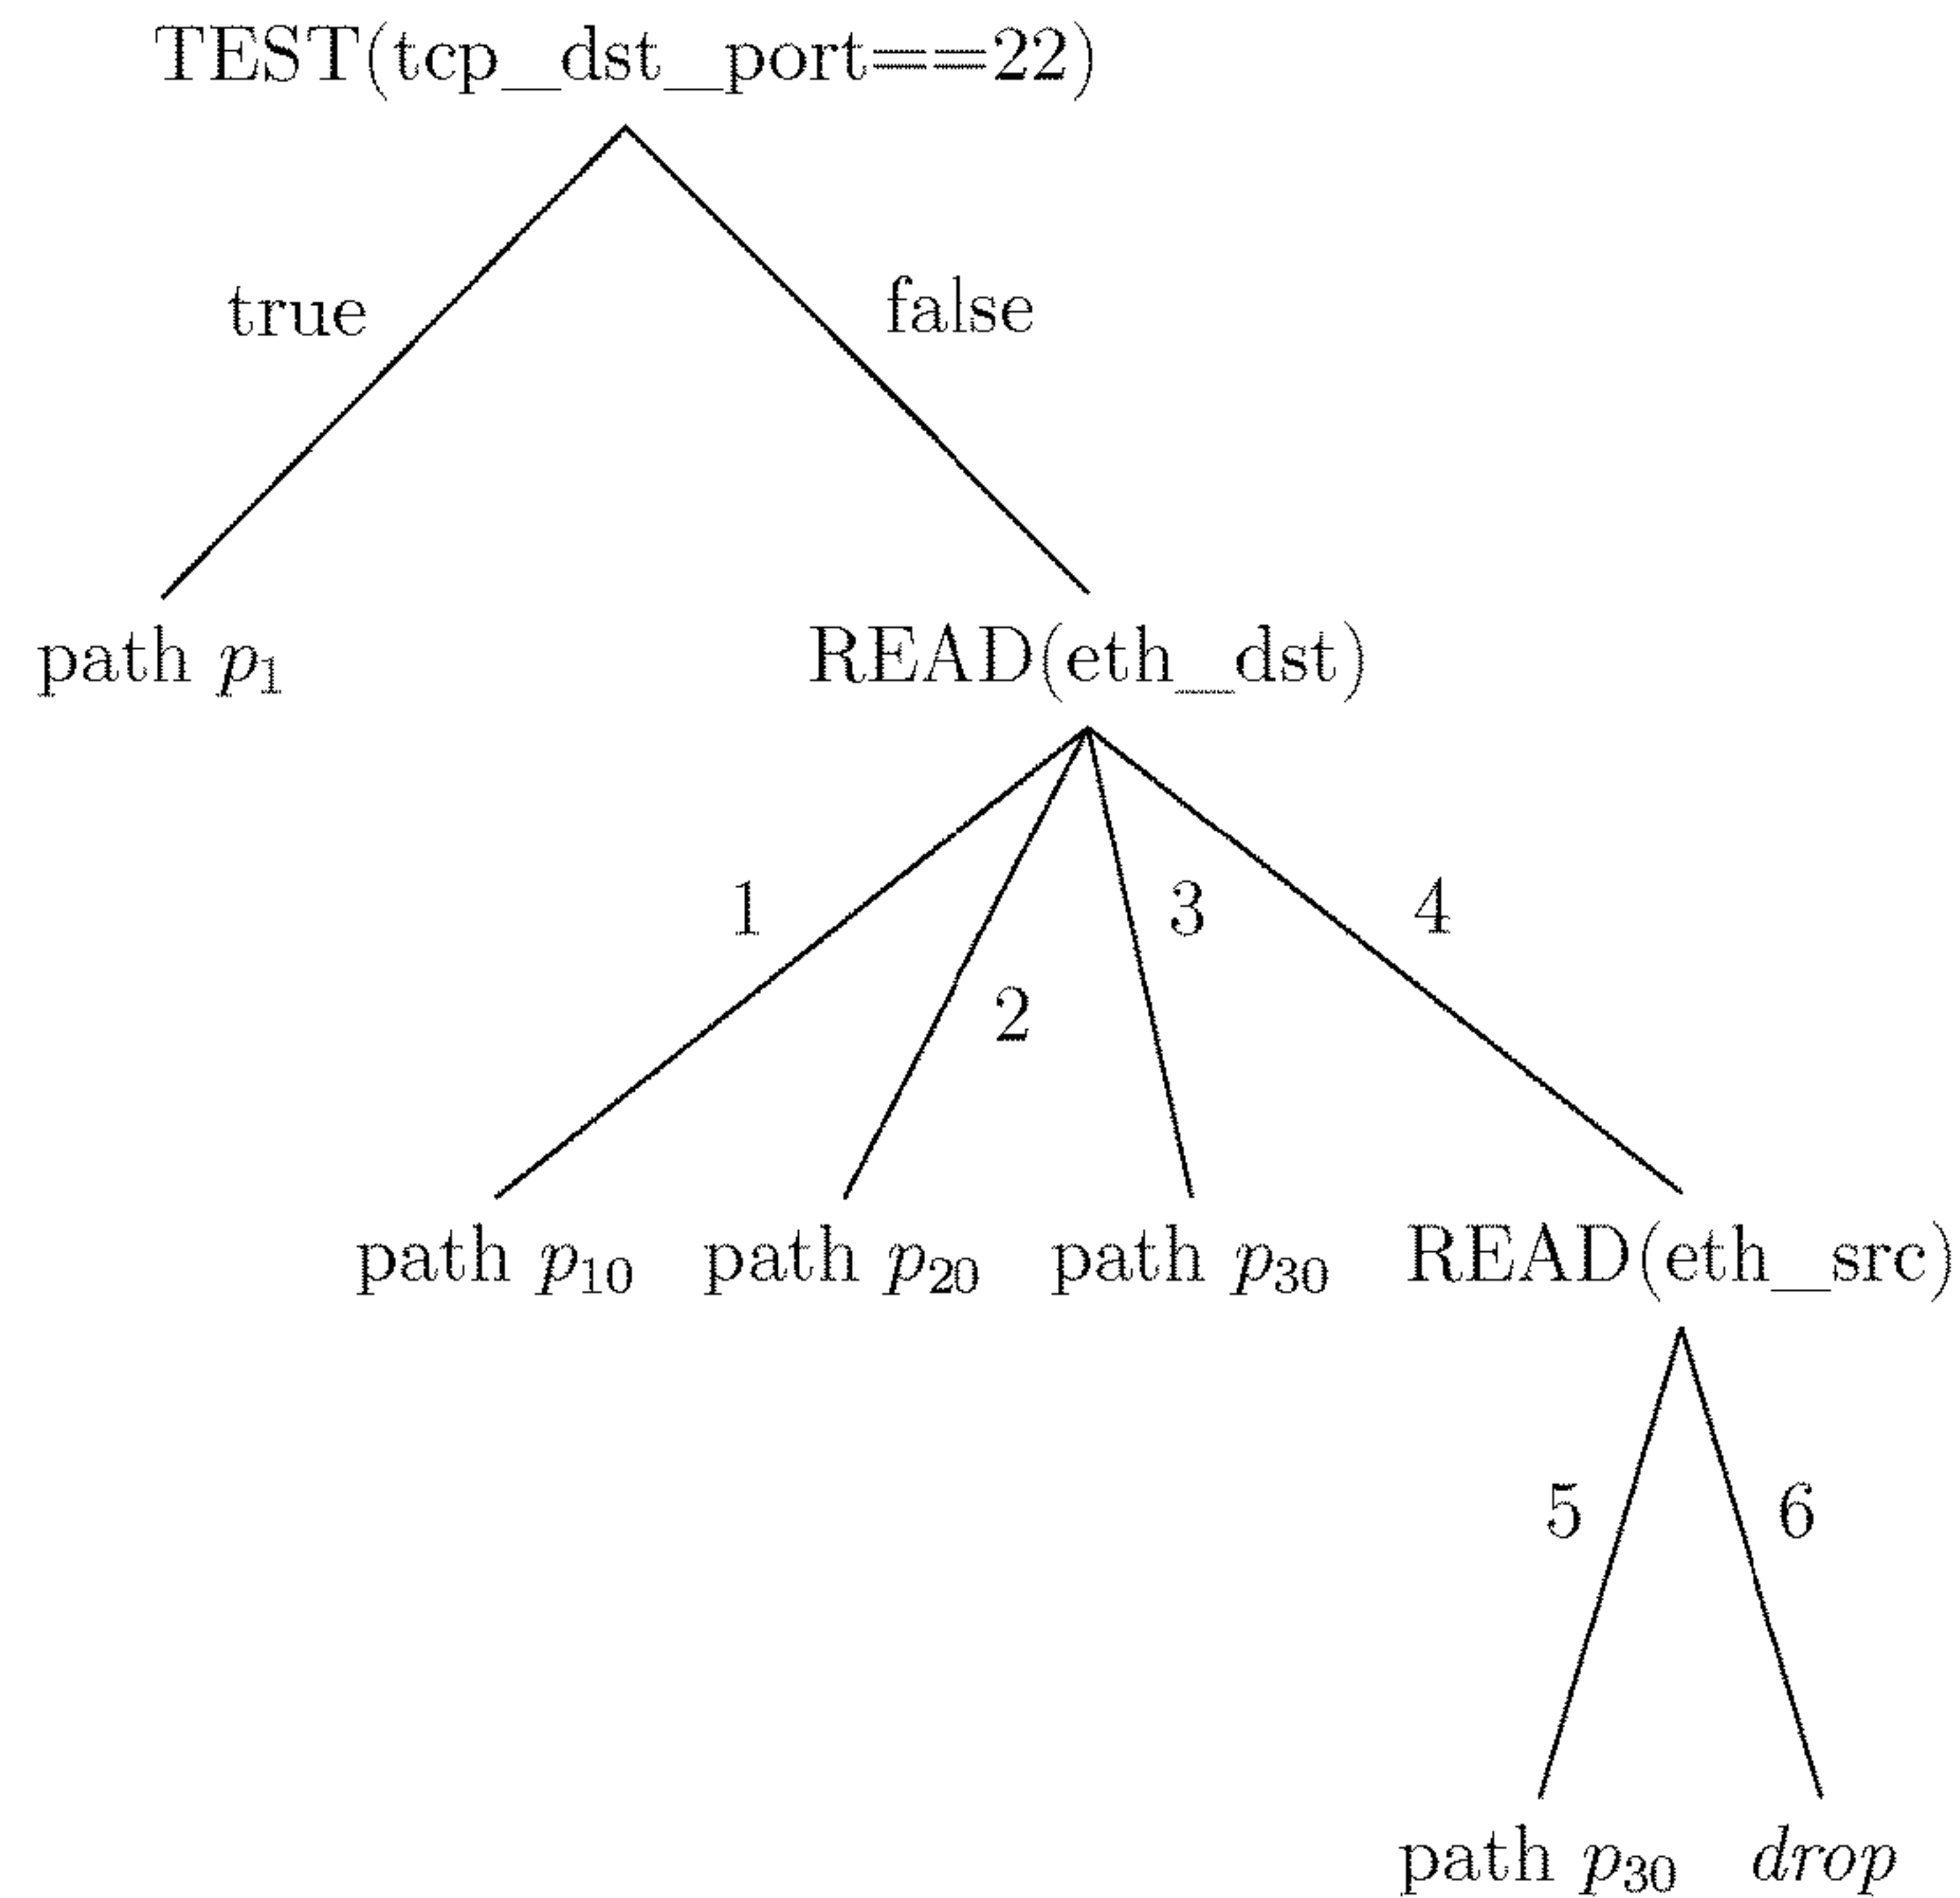 TEST(tcp_dst_port==22)
true
false
path p1
READ(eth_dst)
1
3
4
2
path p10
path p20
path p30
READ(eth_src)
5
6
path p30
drop